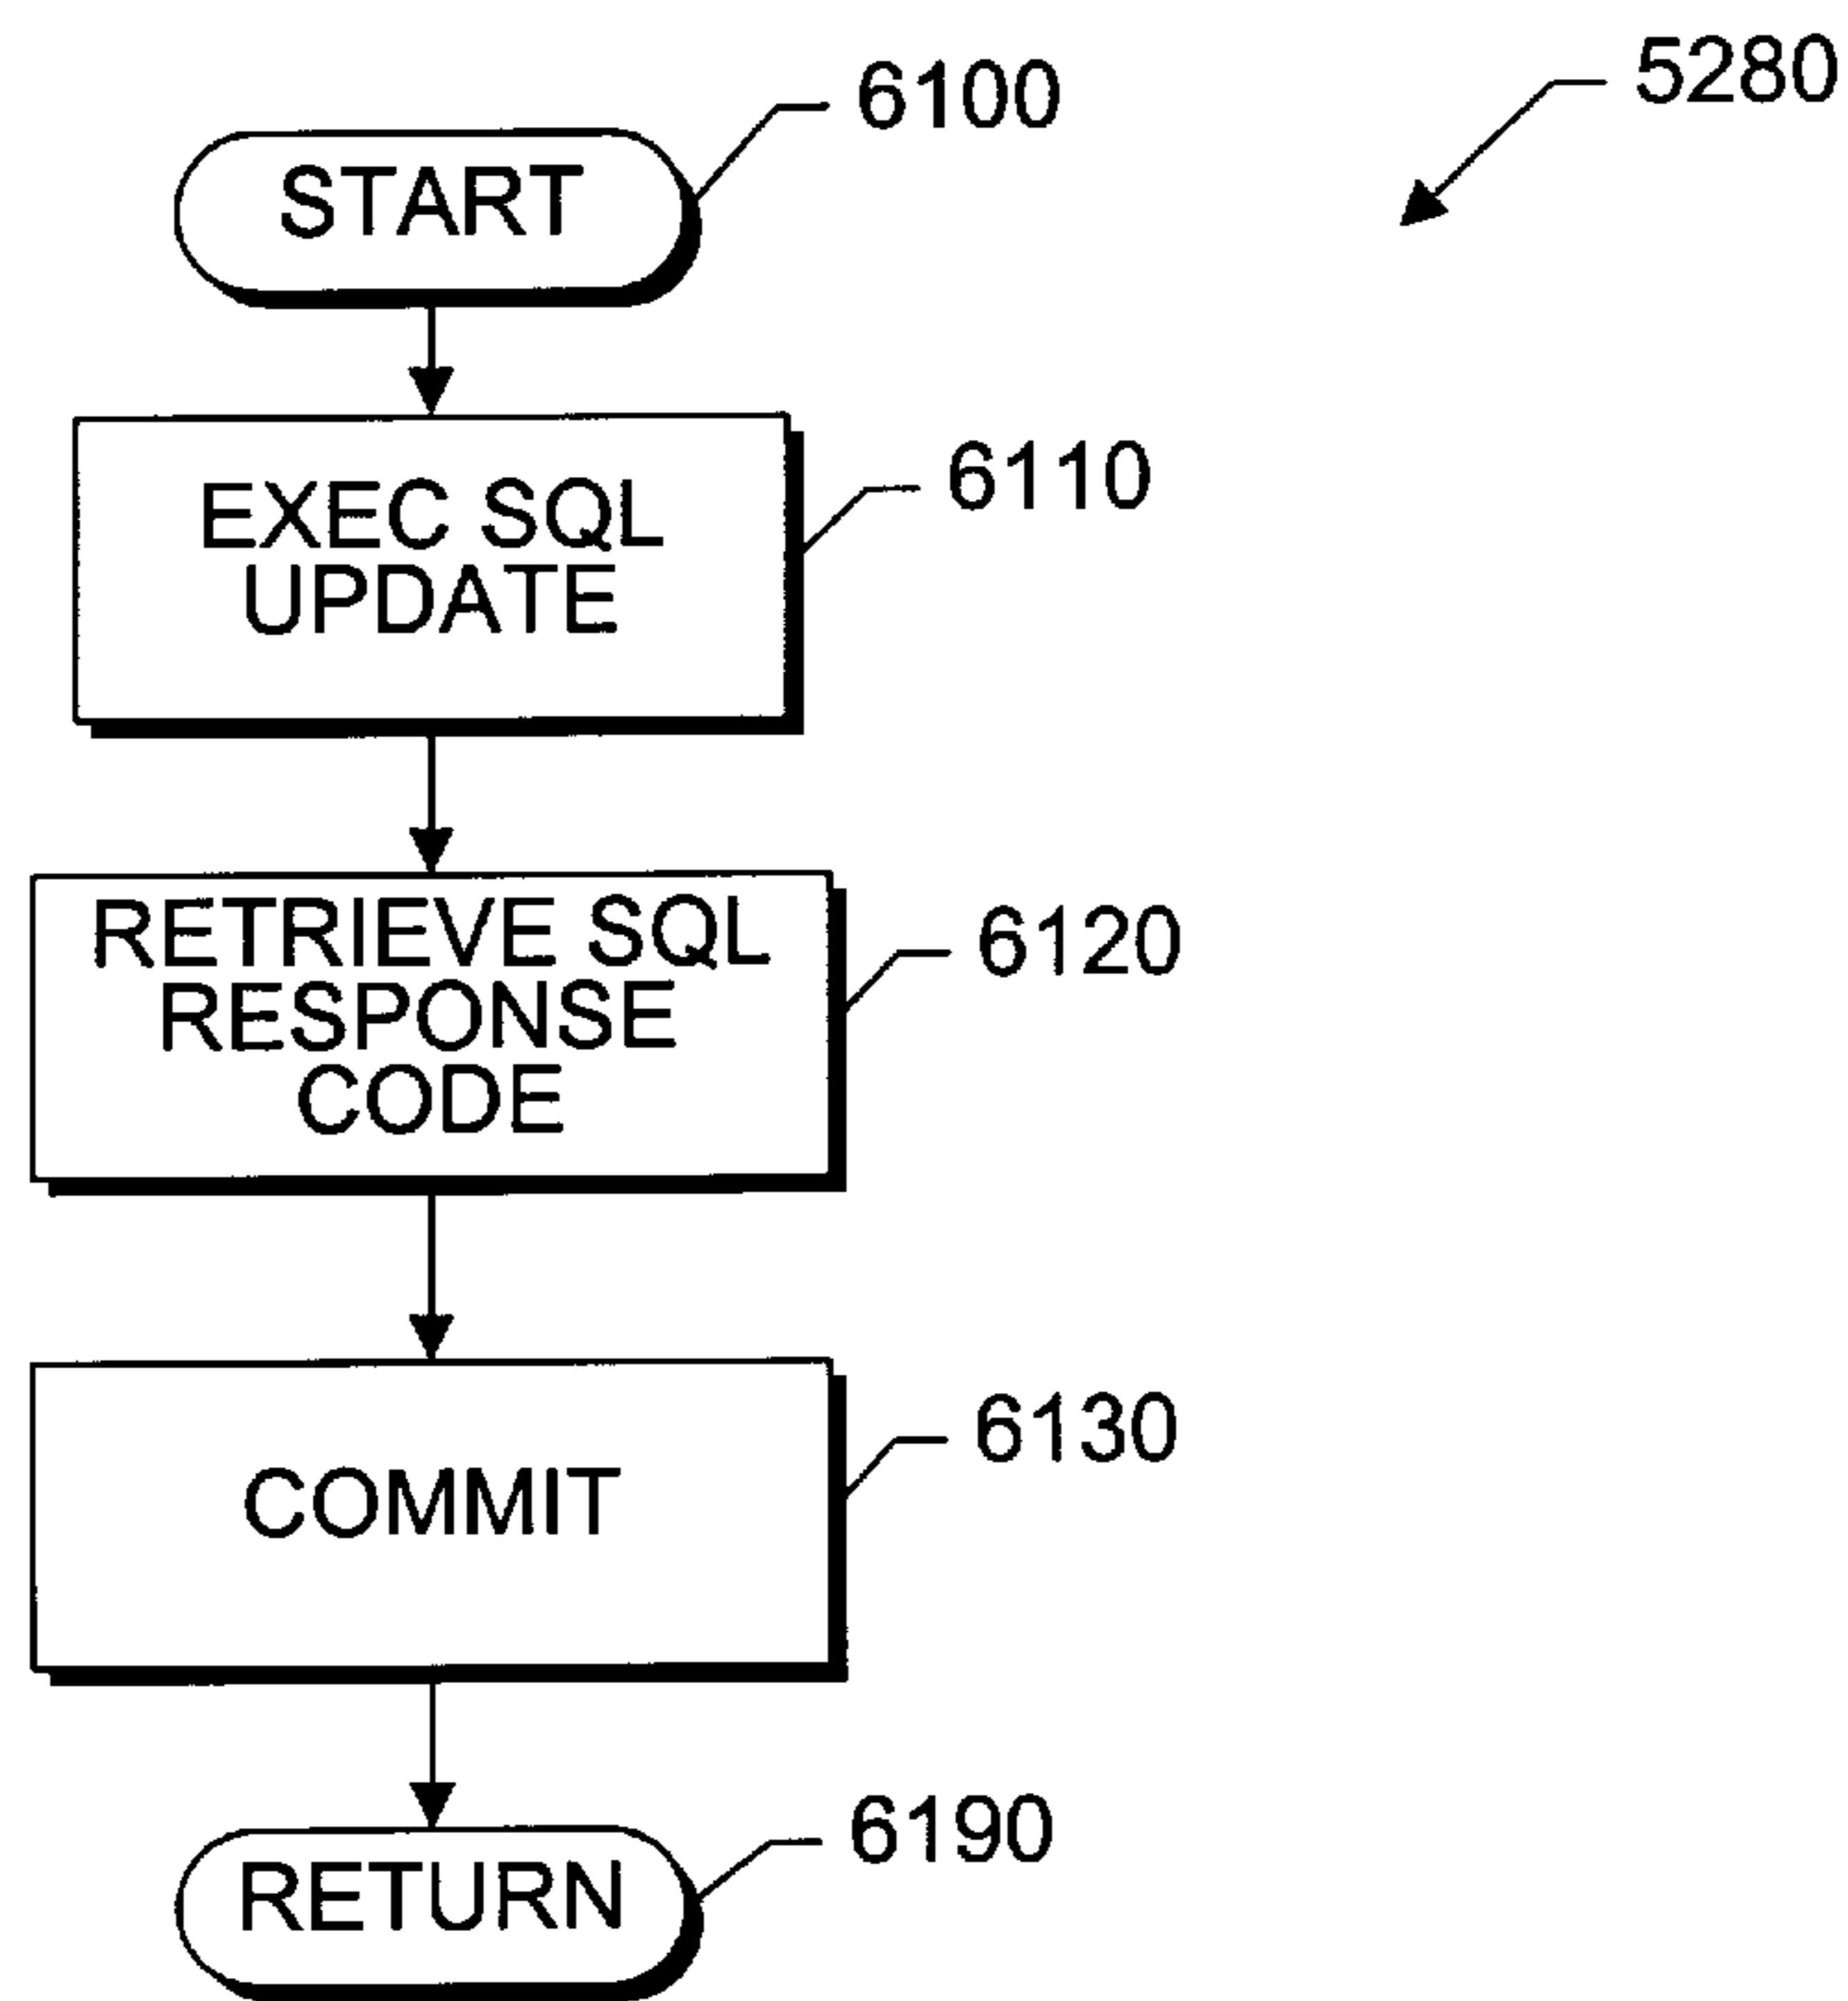 5280
6100
START
6110
EXEC SQL
UPDATE
6120
RETRIEVE SQL
RESPONSE
CODE
6130
COMMIT
6190
RETURN